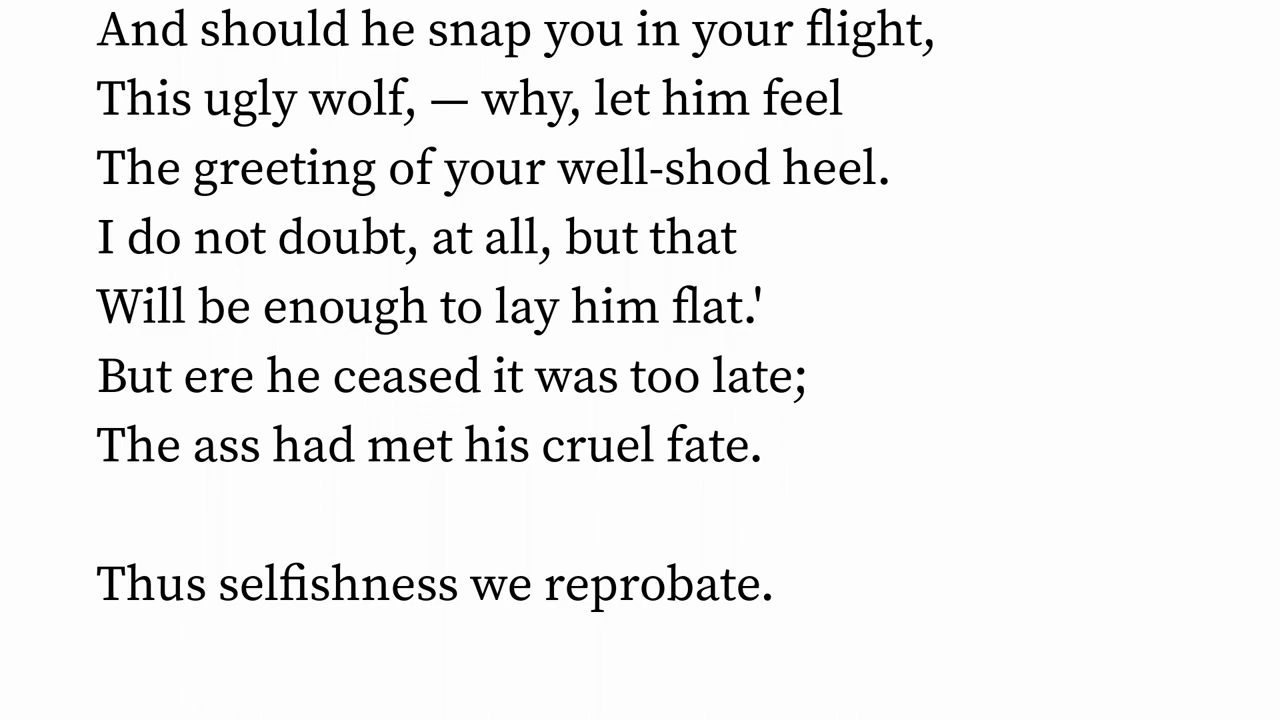 And should he snap you in your flight,
This ugly wolf, — why, let him feel
The greeting of your well-shod heel.
I do not doubt, at all, but that
Will be enough to lay him flat.'
But ere he ceased it was too late;
The ass had met his cruel fate.
Thus selfishness we reprobate.